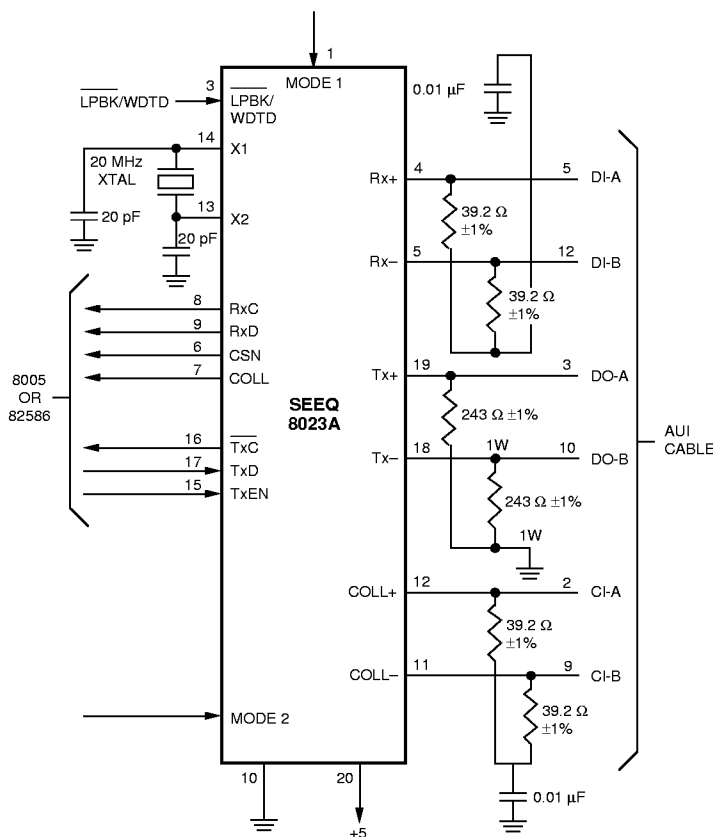 1
MODE 1
0.01 µF
3
LPBK/WDTD
LPBK/
WDTD
14
X1
20 MHz
XTAL
20 pF
13
X2
20 pF
4
Rx+
5
DI-A
39.2 Ω
±1%
5
Rx–
12
DI-B
39.2 Ω
±1%
8
RxC
9
RxD
6
CSN
7
COLL
8005
OR
82586
SEEQ
8023A
19
Tx+
3
DO-A
243 Ω ±1%
16
TxC
17
TxD
15
TxEN
18
Tx–
1W
10
DO-B
243 Ω ±1%
1W
AUI
CABLE
12
COLL+
2
CI-A
39.2 Ω
±1%
11
COLL–
9
CI-B
39.2 Ω
±1%
MODE 2
10
20
+5
0.01 µF